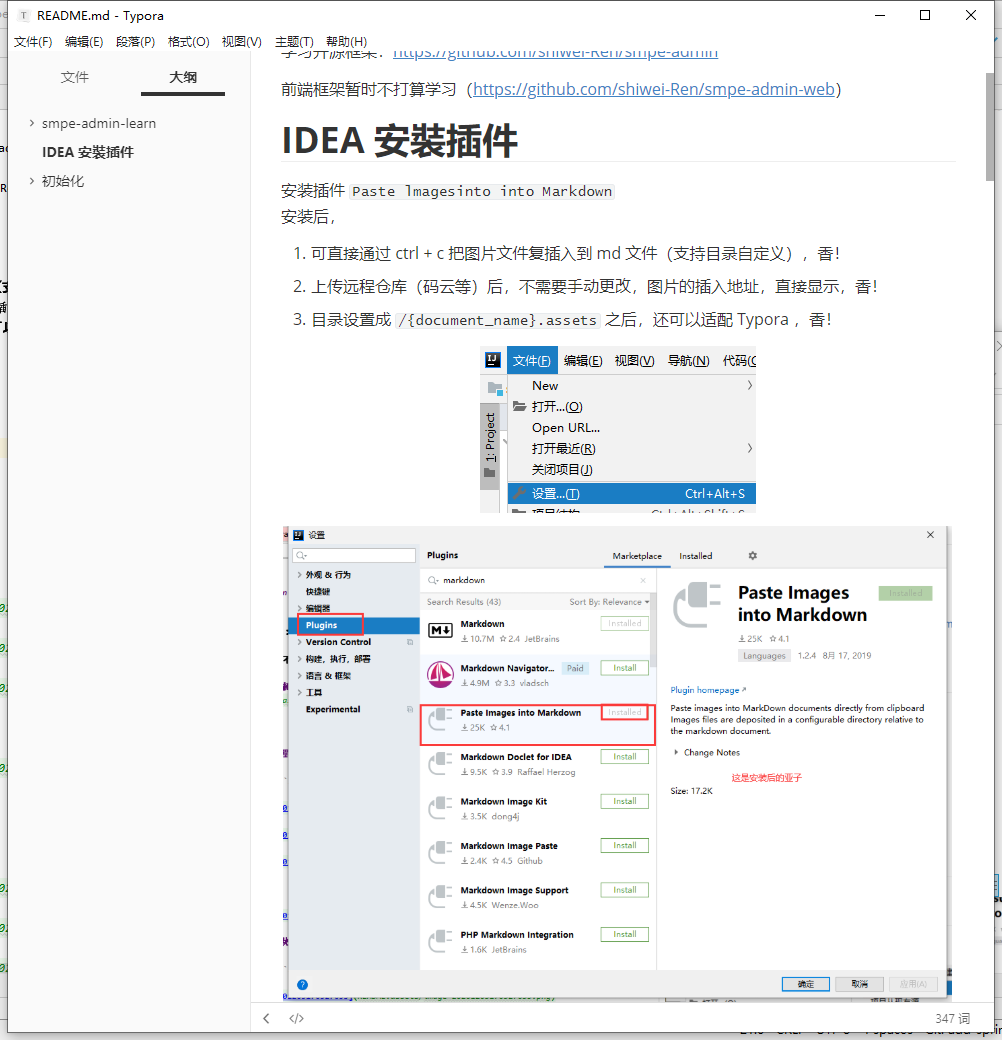 README.md - Typora
文件(F) 编辑(E) 段落(P) 格式(O) 视图(V) 主题(T) 帮助(H)
文件 大纲
smpe-admin-learn
IDEA 安装插件
初始化
学习开源框架：https://github.com/shiwei-Ren/smpe-admin
前端框架暂时不打算学习（https://github.com/shiwei-Ren/smpe-admin-web）
IDEA 安装插件
安装插件 Paste lmagesinto into Markdown
安装后，
1. 可直接通过 ctrl + c 把图片文件复插入到 md 文件（支持目录自定义），香！
2. 上传远程仓库（码云等）后，不需要手动更改，图片的插入地址，直接显示，香！
3. 目录设置成 /{document_name}.assets 之后，还可以适配 Typora ，香！
文件(F) 编辑(E) 视图(V) 导航(N) 代码(C
New
打开...(O)
Open URL...
打开最近(R)
关闭项目(J)
设置...(T) Ctrl+Alt+S
项目结构 Ctrl+Alt+Shift+S
1: Project
设置
Plugins Marketplace Installed
外观 & 行为
快捷键
编辑器
Plugins
Version Control
构建，执行，部署
语言 & 框架
工具
Experimental
markdown
Search Results (43) Sort By: Relevance
Markdown Installed
10.7M 2.4 JetBrains
Markdown Navigator... Paid Install
4.9M 3.3 vladsch
Paste Images into Markdown Installed
25K 4.1
Markdown Doclet for IDEA Install
9.5K 3.9 Raffael Herzog
Markdown Image Kit Install
3.5K dong4j
Markdown Image Paste Install
2.4K 4.5 Github
Markdown Image Support Install
4.5K Wenze.Woo
PHP Markdown Integration Install
1.6K JetBrains
Paste Images into Markdown Installed
25K 4.1
Languages 1.2.4 8月 17, 2019
Plugin homepage
Paste images into MarkDown documents directly from clipboard
Images files are deposited in a configurable directory relative to
the markdown document.
Change Notes
这是安装后的亚子
Size: 17.2K
? 确定 取消 应用(A)
</> 347 词